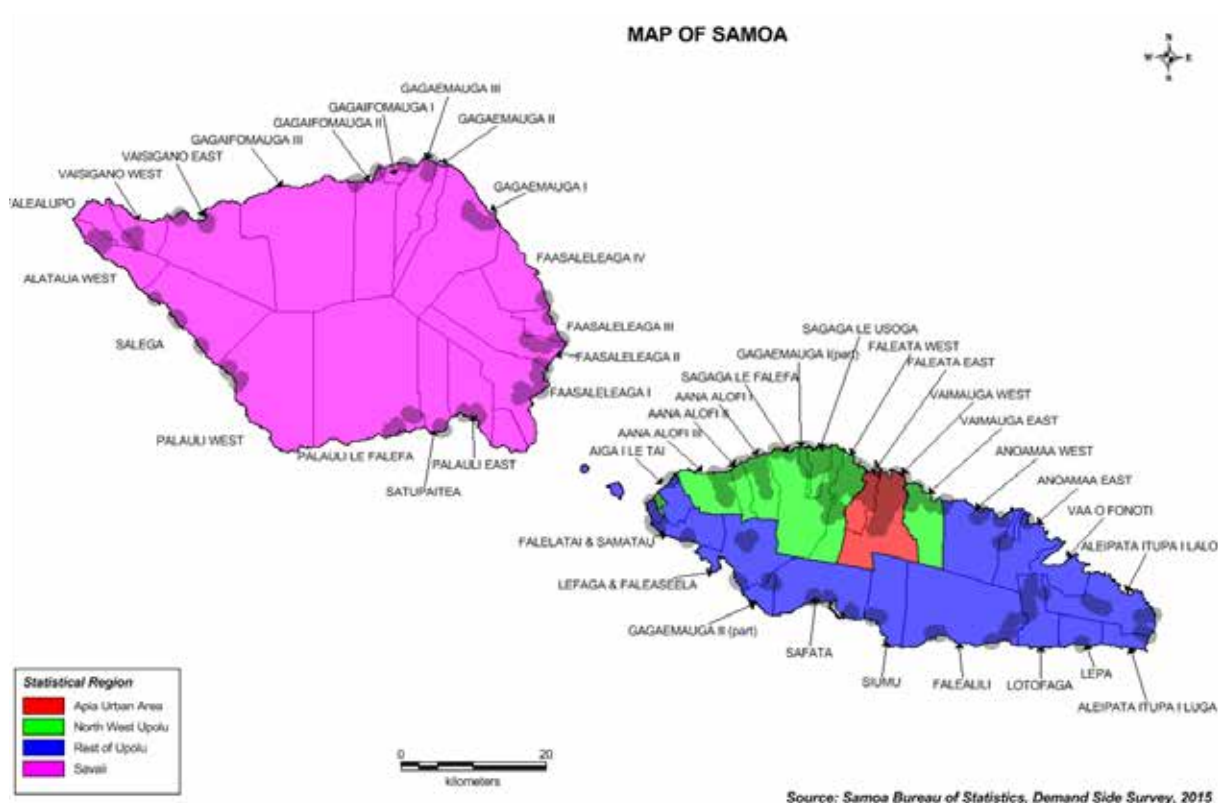 MAP OF SAMOA
N
W
E
S
GAGAEMAUGA III
GAGAIFOMAUGA I
GAGAIFOMAUGA II
GAGAEMAUGA II
GAGAIFOMAUGA III
VAISIGANO EAST
VAISIGANO WEST
GAGAEMAUGA I
FALEALUPO
FAASALELEAGA IV
ALATAUA WEST
FAASALELEAGA III
SALEGA
FAASALELEAGA II
FAASALELEAGA I
PALAULI WEST
PALAULI LE FALEFA
PALAULI EAST
SATUPAITEA
SAGAGA LE USOGA
FALEATA WEST
GAGAEMAUGA I(part)
FALEATA EAST
SAGAGA LE FALEFA
VAIMAUGA WEST
AANA ALOFI I
AANA ALOFI II
VAIMAUGA EAST
AANA ALOFI III
AIGA I LE TAI
ANOAMAA WEST
ANOAMAA EAST
VAA O FONOTI
FALELATAI & SAMATAU
ALEIPATA ITUPA I LALO
LEFAGA & FALEASEELA
GAGAEMAUGA II (part)
SAFATA
SIUMU
FALEALILI
LOTOFAGA
LEPA
ALEIPATA ITUPA I LUGA
Statistical Region
Apia Urban Area
North West Upolu
Rest of Upolu
Savaii
0 20
kilometers
Source: Samoa Bureau of Statistics, Demand Side Survey, 2015